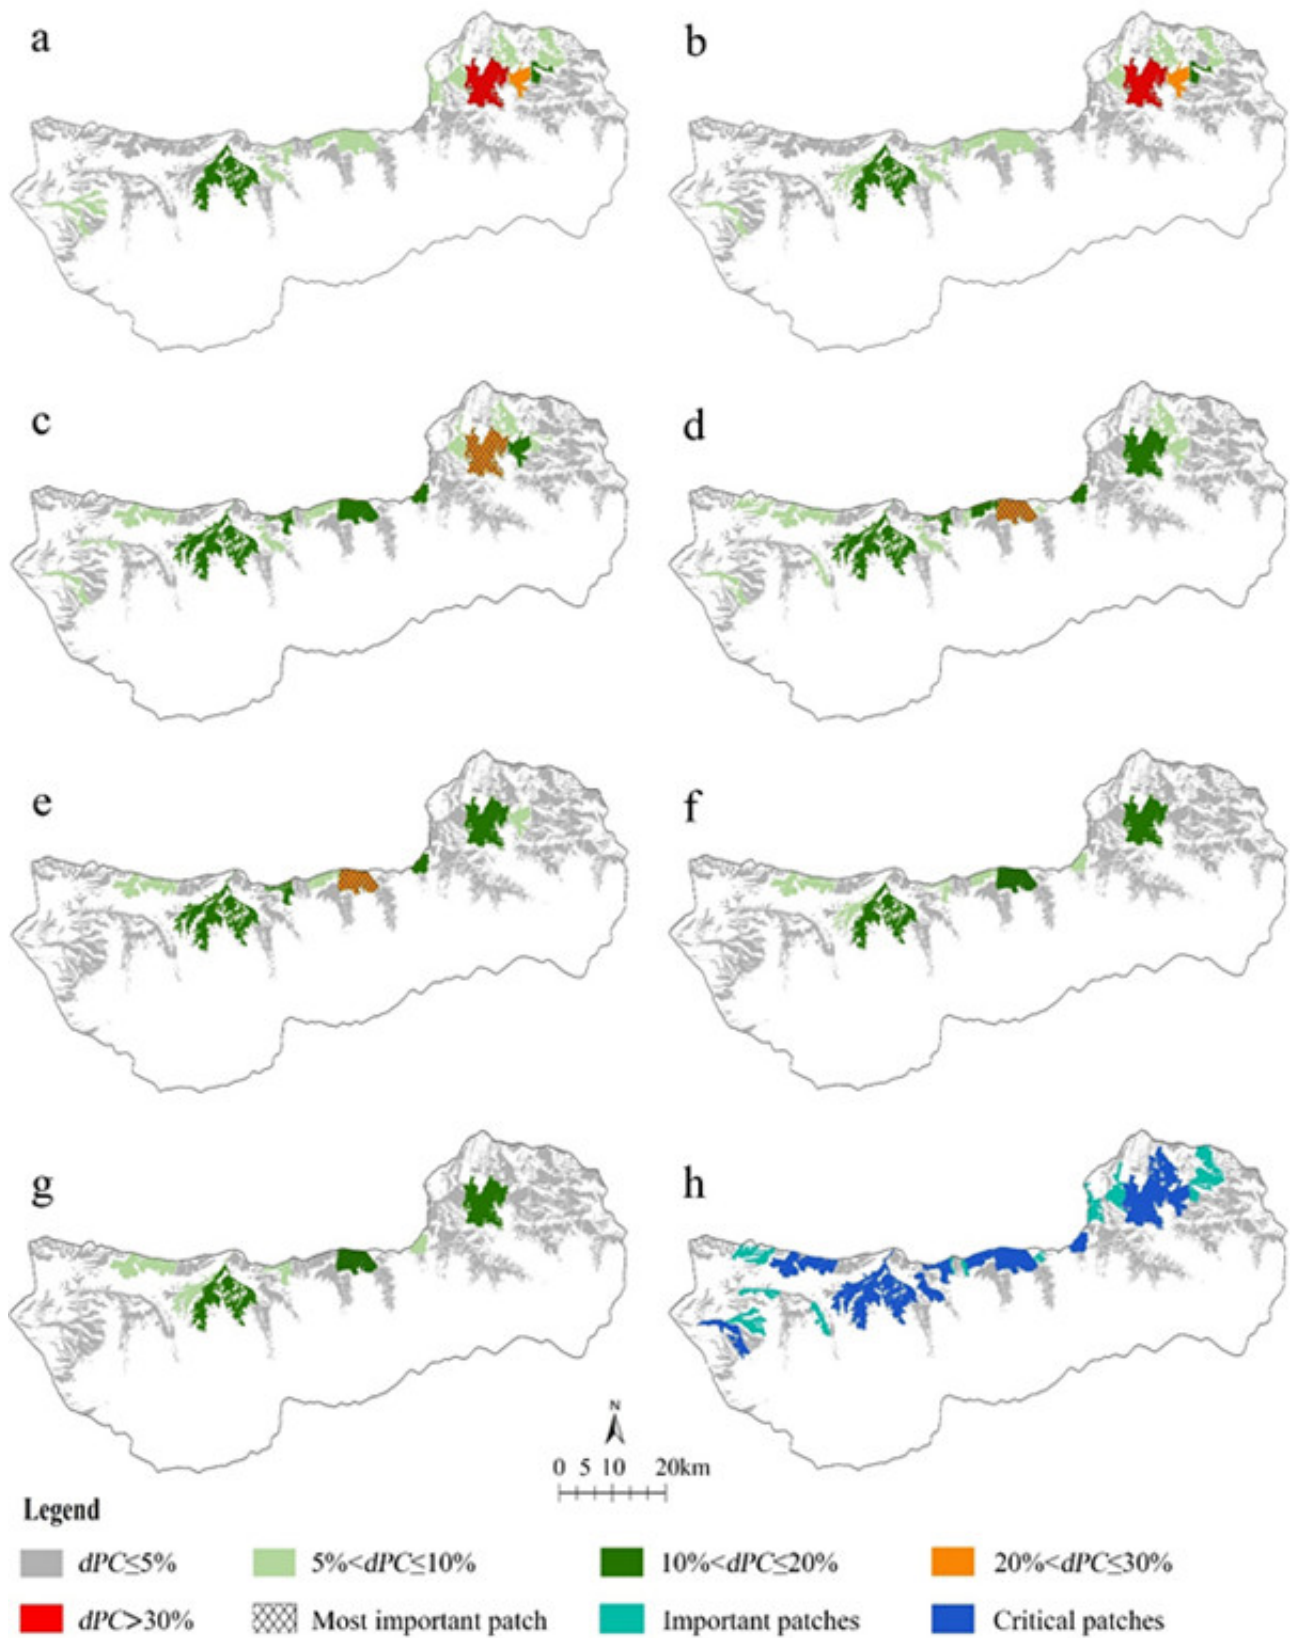 a b
c d
e f
g h
N
0 5 10 20km
Legend
dPC≤5% 5%<dPC≤10% 10%<dPC≤20% 20%<dPC≤30%
dPC>30% Most important patch Important patches Critical patches